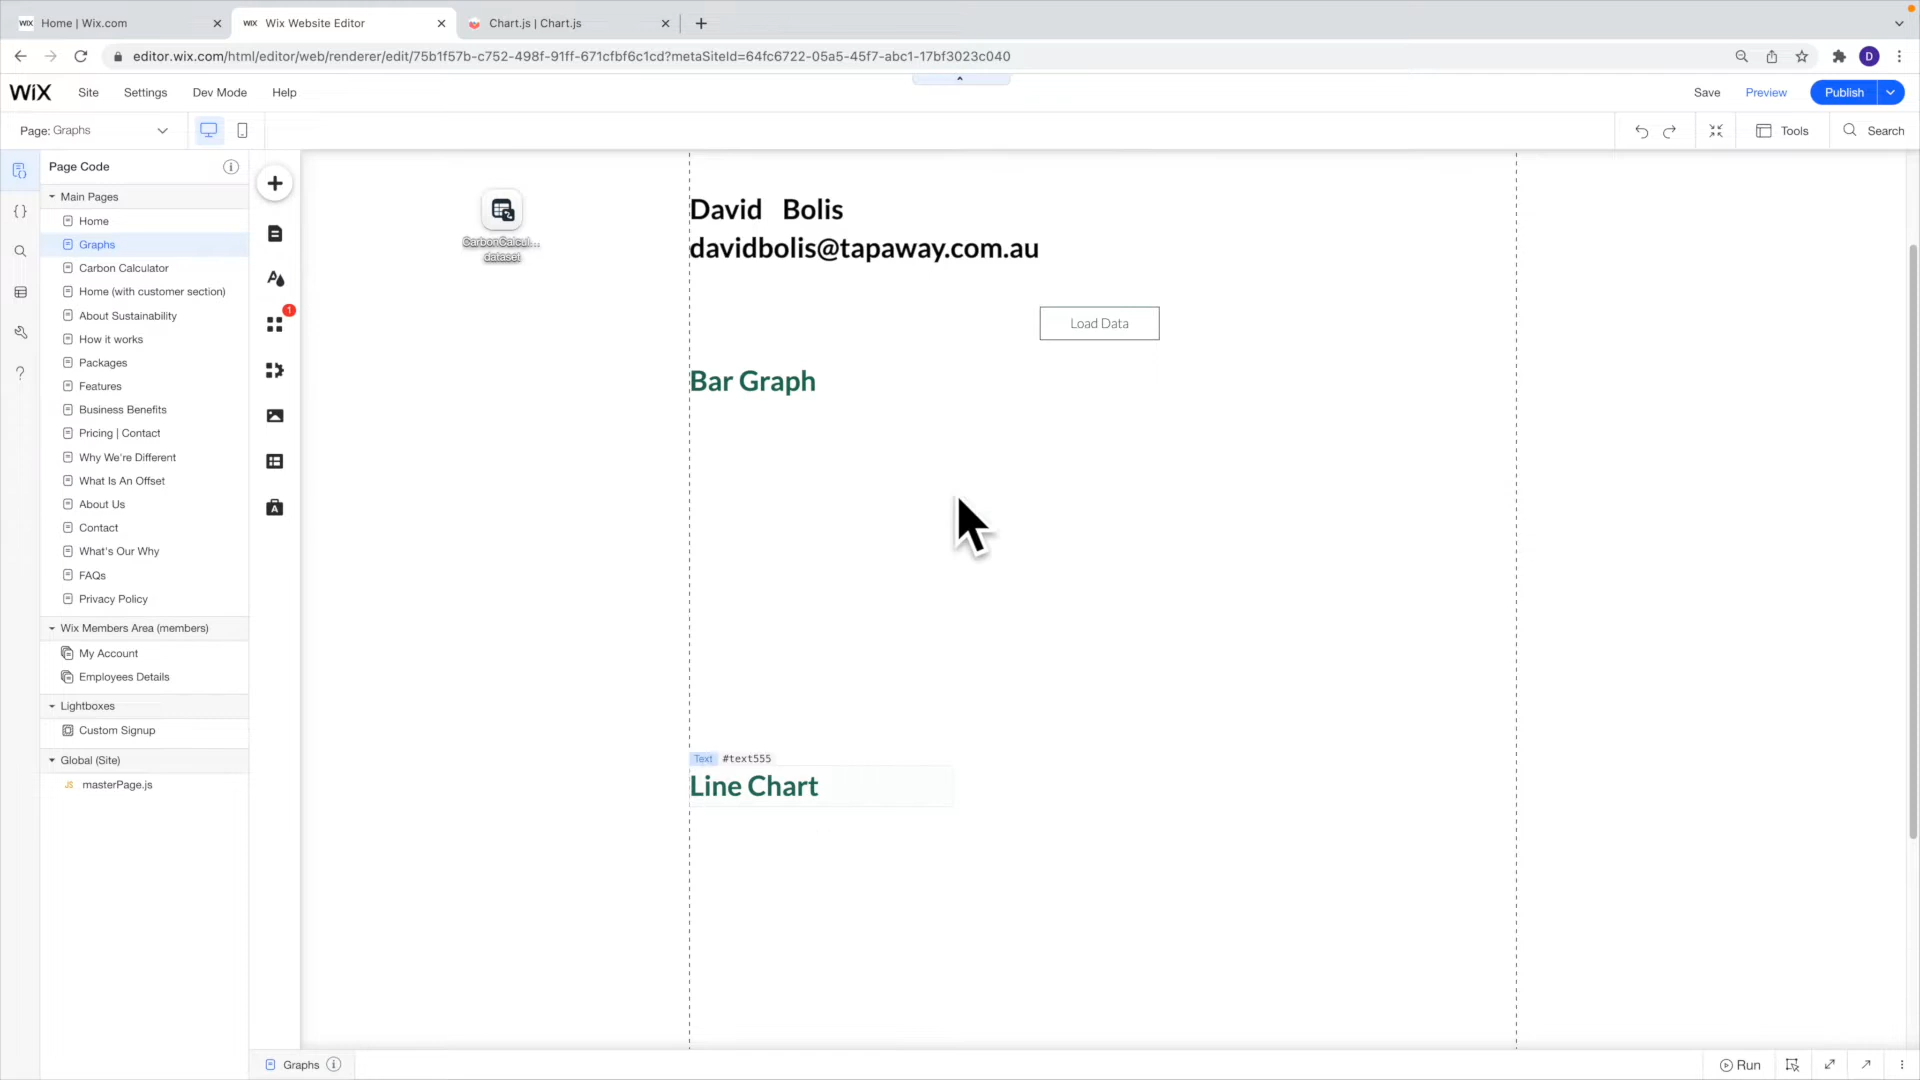 Home | Wix.com
Wix Website Editor
Chart.js | Chart.js
editor.wix.com/html/editor/web/renderer/edit/75b1f57b-c752-498f-91ff-671cfbf6c1cd?metaSiteId=64fc6722-05a5-45f7-abc1-17bf3023c040
D
WiX
Site
Settings
Dev Mode
Help
Save
Preview
Publish
Page: Graphs
Tools
Search
Page Code
Main Pages
Home
Graphs
Carbon Calculator
Home (with customer section)
About Sustainability
How it works
Packages
Features
Business Benefits
Pricing | Contact
Why We're Different
What Is An Offset
About Us
Contact
What's Our Why
FAQs
Privacy Policy
Wix Members Area (members)
My Account
Employees Details
Lightboxes
Custom Signup
Global (Site)
JS masterPage.js
1
CarbonCalcul...
dataset
David Bolis
davidbolis@tapaway.com.au
Load Data
Bar Graph
Text #text555
Line Chart
Graphs
Run